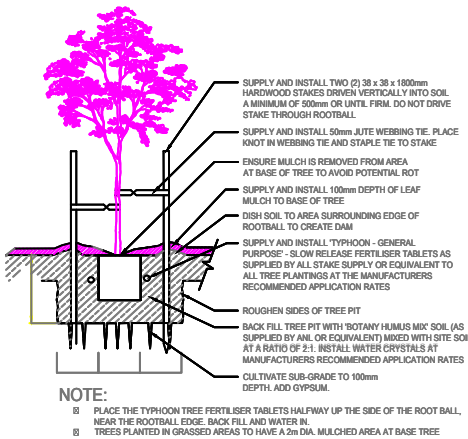 SUPPLY AND INSTALL TWO (2) 38 x 38 x 1800mm
HARDWOOD STAKES DRIVEN VERTICALLY INTO SOIL
A MINIMUM OF 500mm OR UNTIL FIRM. DO NOT DRIVE
STAKE THROUGH ROOTBALL
SUPPLY AND INSTALL 50mm JUTE WEBBING TIE. PLACE
KNOT IN WEBBING TIE AND STAPLE TIE TO STAKE
ENSURE MULCH IS REMOVED FROM AREA
AT BASE OF TREE TO AVOID POTENTIAL ROT
SUPPLY AND INSTALL 100mm DEPTH OF LEAF
MULCH TO BASE OF TREE
DISH SOIL TO AREA SURROUNDING EDGE OF
ROOTBALL TO CREATE DAM
SUPPLY AND INSTALL 'TYPHOON - GENERAL
PURPOSE' - SLOW RELEASE FERTILISER TABLETS AS
SUPPLIED BY ALL STAKE SUPPLY OR EQUIVALENT TO
ALL TREE PLANTINGS AT THE MANUFACTURERS
RECOMMENDED APPLICATION RATES
ROUGHEN SIDES OF TREE PIT
BACK FILL TREE PIT WITH 'BOTANY HUMUS MIX' SOIL (AS
SUPPLIED BY ANL OR EQUIVALENT) MIXED WITH SITE SOIL
AT A RATIO OF 2:1. INSTALL WATER CRYSTALS AT
MANUFACTURERS RECOMMENDED APPLICATION RATES
CULTIVATE SUB-GRADE TO 100mm
DEPTH. ADD GYPSUM.
NOTE:
PLACE THE TYPHOON TREE FERTILISER TABLETS HALFWAY UP THE SIDE OF THE ROOT BALL,
NEAR THE ROOTBALL EDGE. BACK FILL AND WATER IN.
TREES PLANTED IN GRASSED AREAS TO HAVE A 2m DIA. MULCHED AREA AT BASE TREE